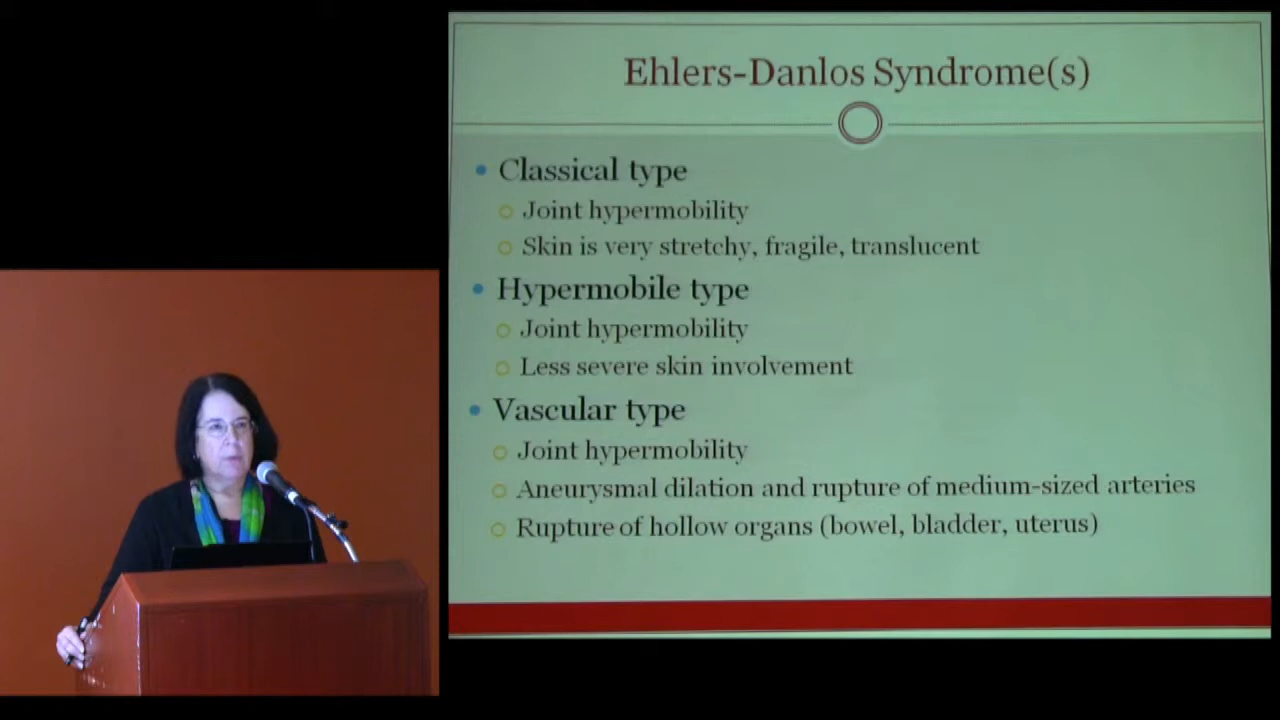 Ehlers-Danlos Syndrome(s)
Classical type
Joint hypermobility
Skin is very stretchy, fragile, translucent
Hypermobile type
Joint hypermobility
Less severe skin involvement
Vascular type
Joint hypermobility
Aneurysmal dilation and rupture of medium-sized arteries
Rupture of hollow organs (bowel, bladder, uterus)